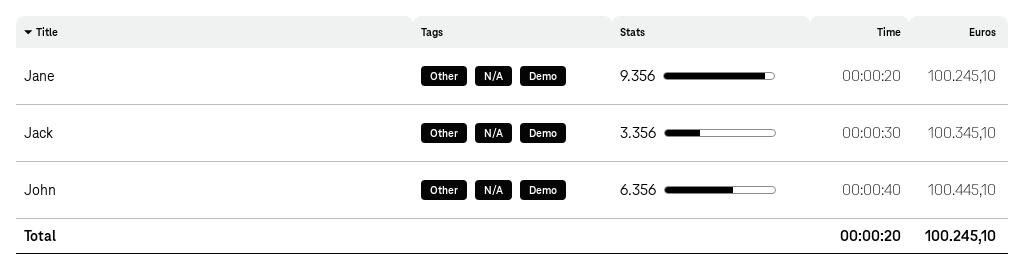 Title Tags Stats Time Euros
Jane Other N/A Demo 9.356 00:00:20 100.245,10
Jack Other N/A Demo 3.356 00:00:30 100.345,10
John Other N/A Demo 6.356 00:00:40 100.445,10
Total 00:00:20 100.245,10